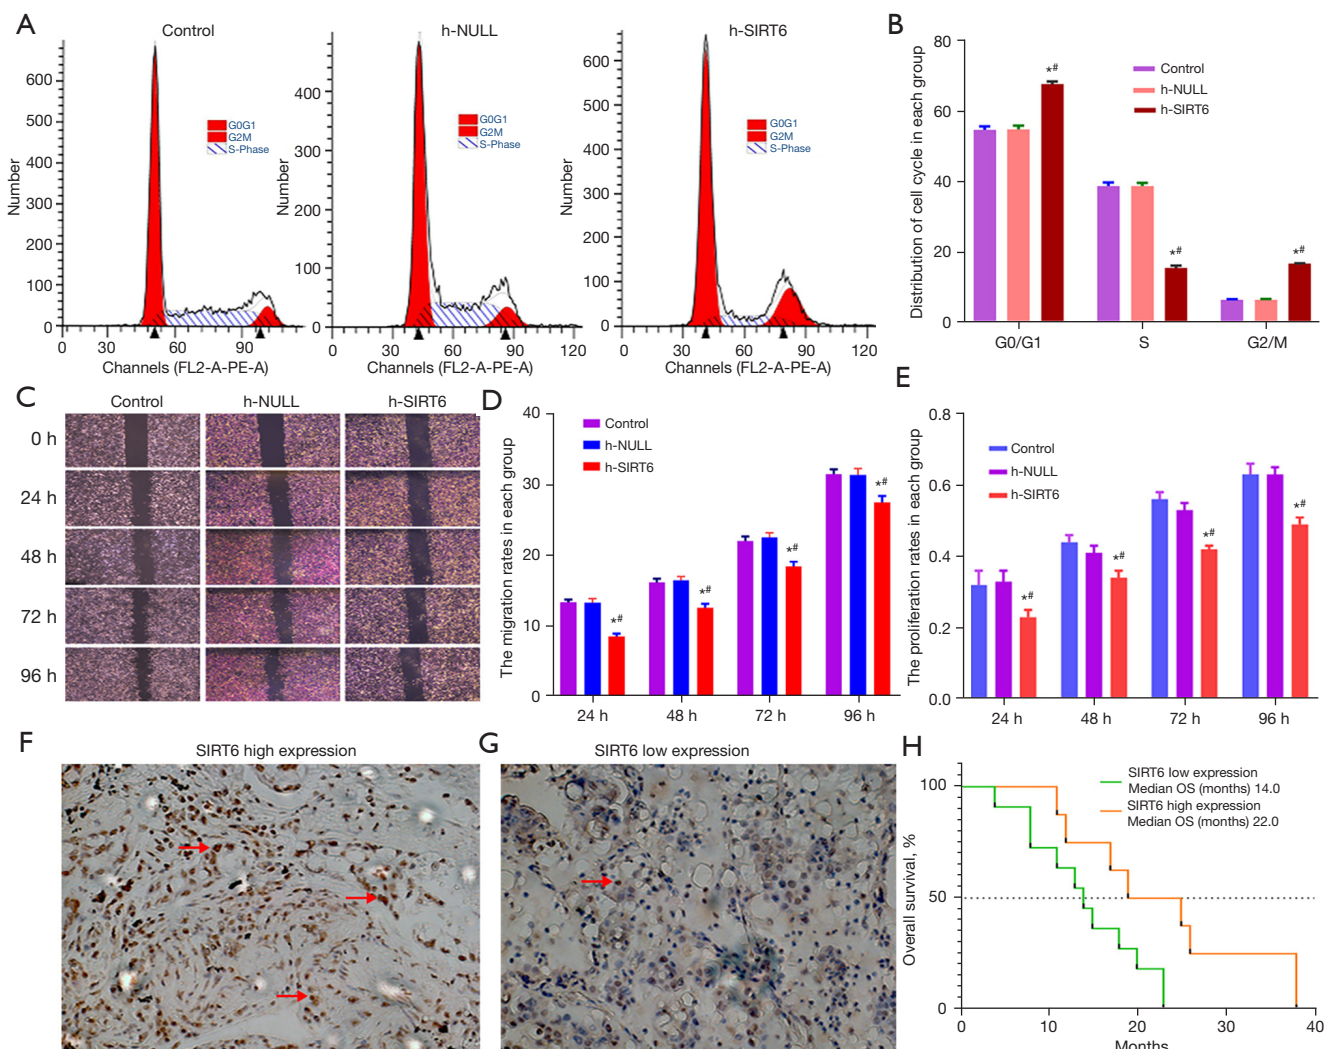 A
Control
h-NULL
h-SIRT6
Number
600
500
400
300
200
100
0
G0G1
G2M
S-Phase
0 30 60 90
Channels (FL2-A-PE-A)
Number
400
300
200
100
0
G0G1
G2M
S-Phase
0 30 60 90 120
Channels (FL2-A-PE-A)
Number
600
500
400
300
200
100
0
G0G1
G2M
S-Phase
0 30 60 90 120
Channels (FL2-A-PE-A)
B
Distribution of cell cycle in each group
80
60
40
20
0
Control
h-NULL
h-SIRT6
*#
*#
*#
G0/G1 S G2/M
C
Control h-NULL h-SIRT6
0 h
24 h
48 h
72 h
96 h
D
The migration rates in each group
40
30
20
10
0
Control
h-NULL
h-SIRT6
*#
*#
*#
*#
24 h 48 h 72 h 96 h
E
The proliferation rates in each group
0.8
0.6
0.4
0.2
0.0
Control
h-NULL
h-SIRT6
*#
*#
*#
*#
24 h 48 h 72 h 96 h
F
SIRT6 high expression
G
SIRT6 low expression
H
Overall survival, %
100
50
0
SIRT6 low expression
Median OS (months) 14.0
SIRT6 high expression
Median OS (months) 22.0
0 10 20 30 40
Months